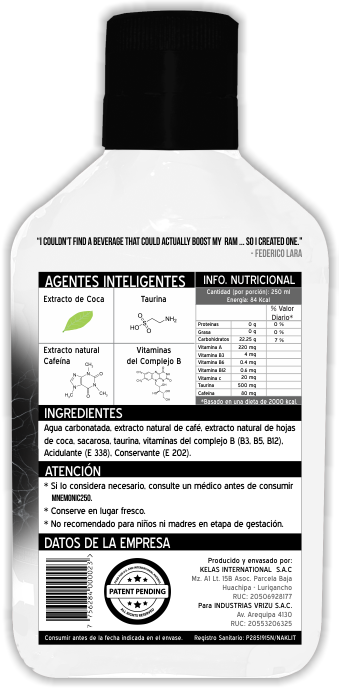 "I COULDN'T FIND A BEVERAGE THAT COULD ACTUALLY BOOST MY RAM ... SO I CREATED ONE."
- FEDERICO LARA
AGENTES INTELIGENTES
Extracto de Coca
Taurina
Extracto natural
Cafeína
Vitaminas
del Complejo B
INFO. NUTRICIONAL
Cantidad (por porción): 250 ml
Energía: 84 Kcal
% Valor
Diario*
Proteínas 0 g 0 %
Grasa 0 g 0 %
Carbohidratos 22.25 g 7 %
Vitamina A 220 mg
Vitamina B3 4 mg
Vitamina B6 0.4 mg
Vitamina B12 0.6 mg
Vitamina c 20 mg
Taurina 500 mg
Cafeína 80 mg
*Basado en una dieta de 2000 kcal.
INGREDIENTES
Agua carbonatada, extracto natural de café, extracto natural de hojas
de coca, sacarosa, taurina, vitaminas del complejo B (B3, B5, B12),
Acidulante (E 338), Conservante (E 202).
ATENCIÓN
* Si lo considera necesario, consulte un médico antes de consumir
MNEMONIC250.
* Conserve en lugar fresco.
* No recomendado para niños ni madres en etapa de gestación.
DATOS DE LA EMPRESA
7 756284 000023
PATENT PENDING
ALL RIGHTS RESERVED
Producido y envasado por:
KELAS INTERNATIONAL S.A.C
Mz. A1 Lt. 15B Asoc. Parcela Baja
Huachipa - Lurigancho
RUC: 20506928177
Para INDUSTRIAS VRIZU S.A.C.
Av. Arequipa 4130
RUC: 20553206325
Consumir antes de la fecha indicada en el envase.
Registro Sanitario: P2851915N/NAKLIT